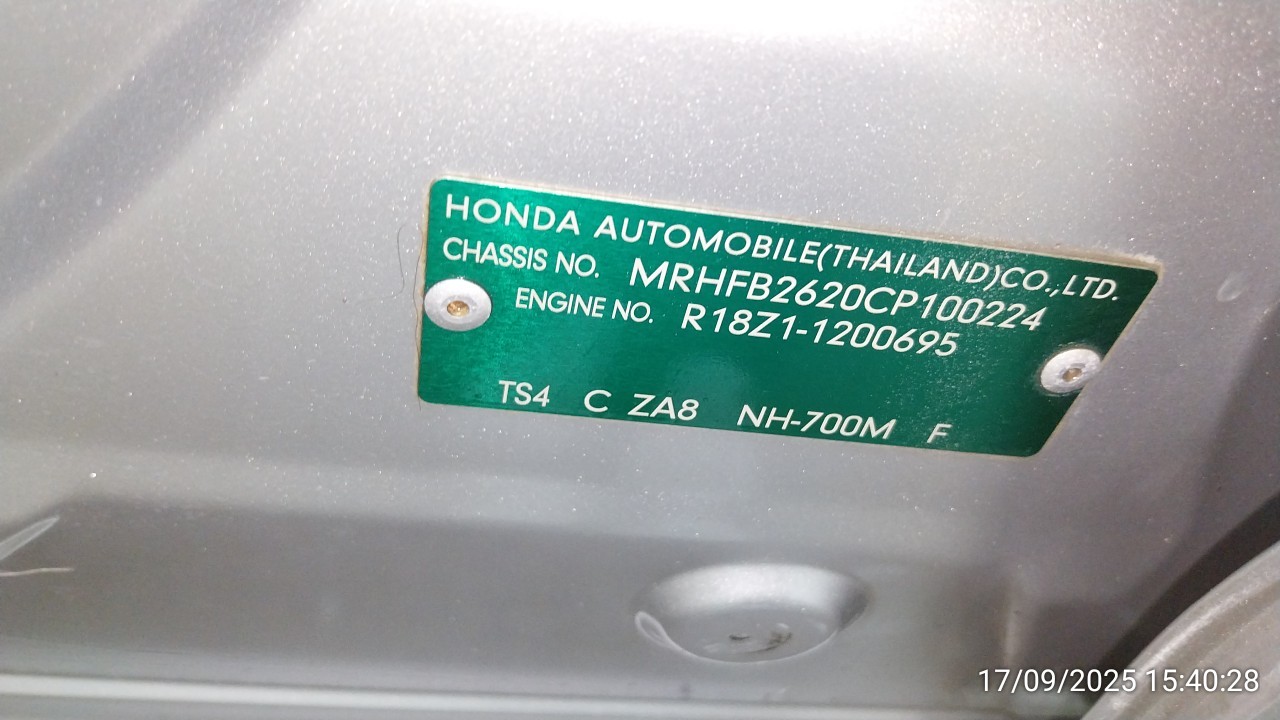 HONDA AUTOMOBILE(THAILAND)CO.,LTD.
CHASSIS NO. MRHFB2620CP100224
ENGINE NO. R18Z1-1200695
TS4 C ZA8 NH-700M F
17/09/2025 15:40:28